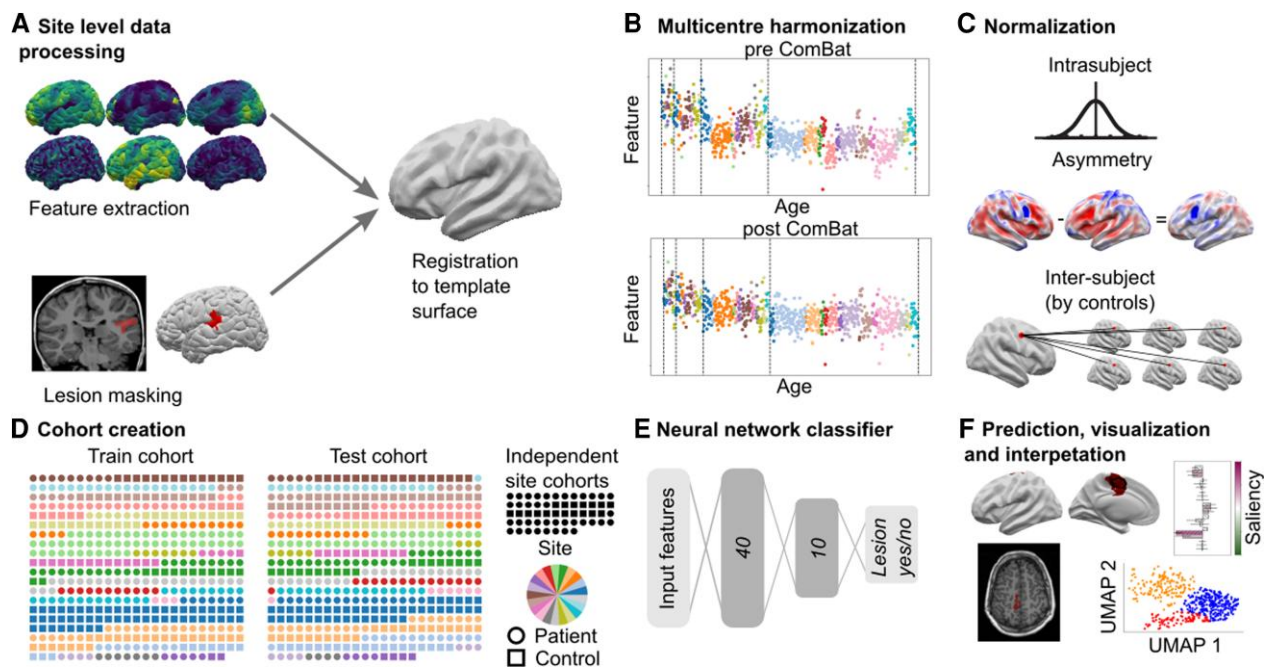 A Site level data
processing
Feature extraction
Lesion masking
Registration
to template
surface
B Multicentre harmonization
pre ComBat
Feature
Age
post ComBat
Feature
Age
C Normalization
Intrasubject
Asymmetry
- =
Inter-subject
(by controls)
D Cohort creation
Train cohort
Test cohort
Independent
site cohorts
Site
Patient
Control
E Neural network classifier
Input features
40
10
Lesion
yes/no
F Prediction, visualization
and interpetation
Saliency
UMAP 2
UMAP 1